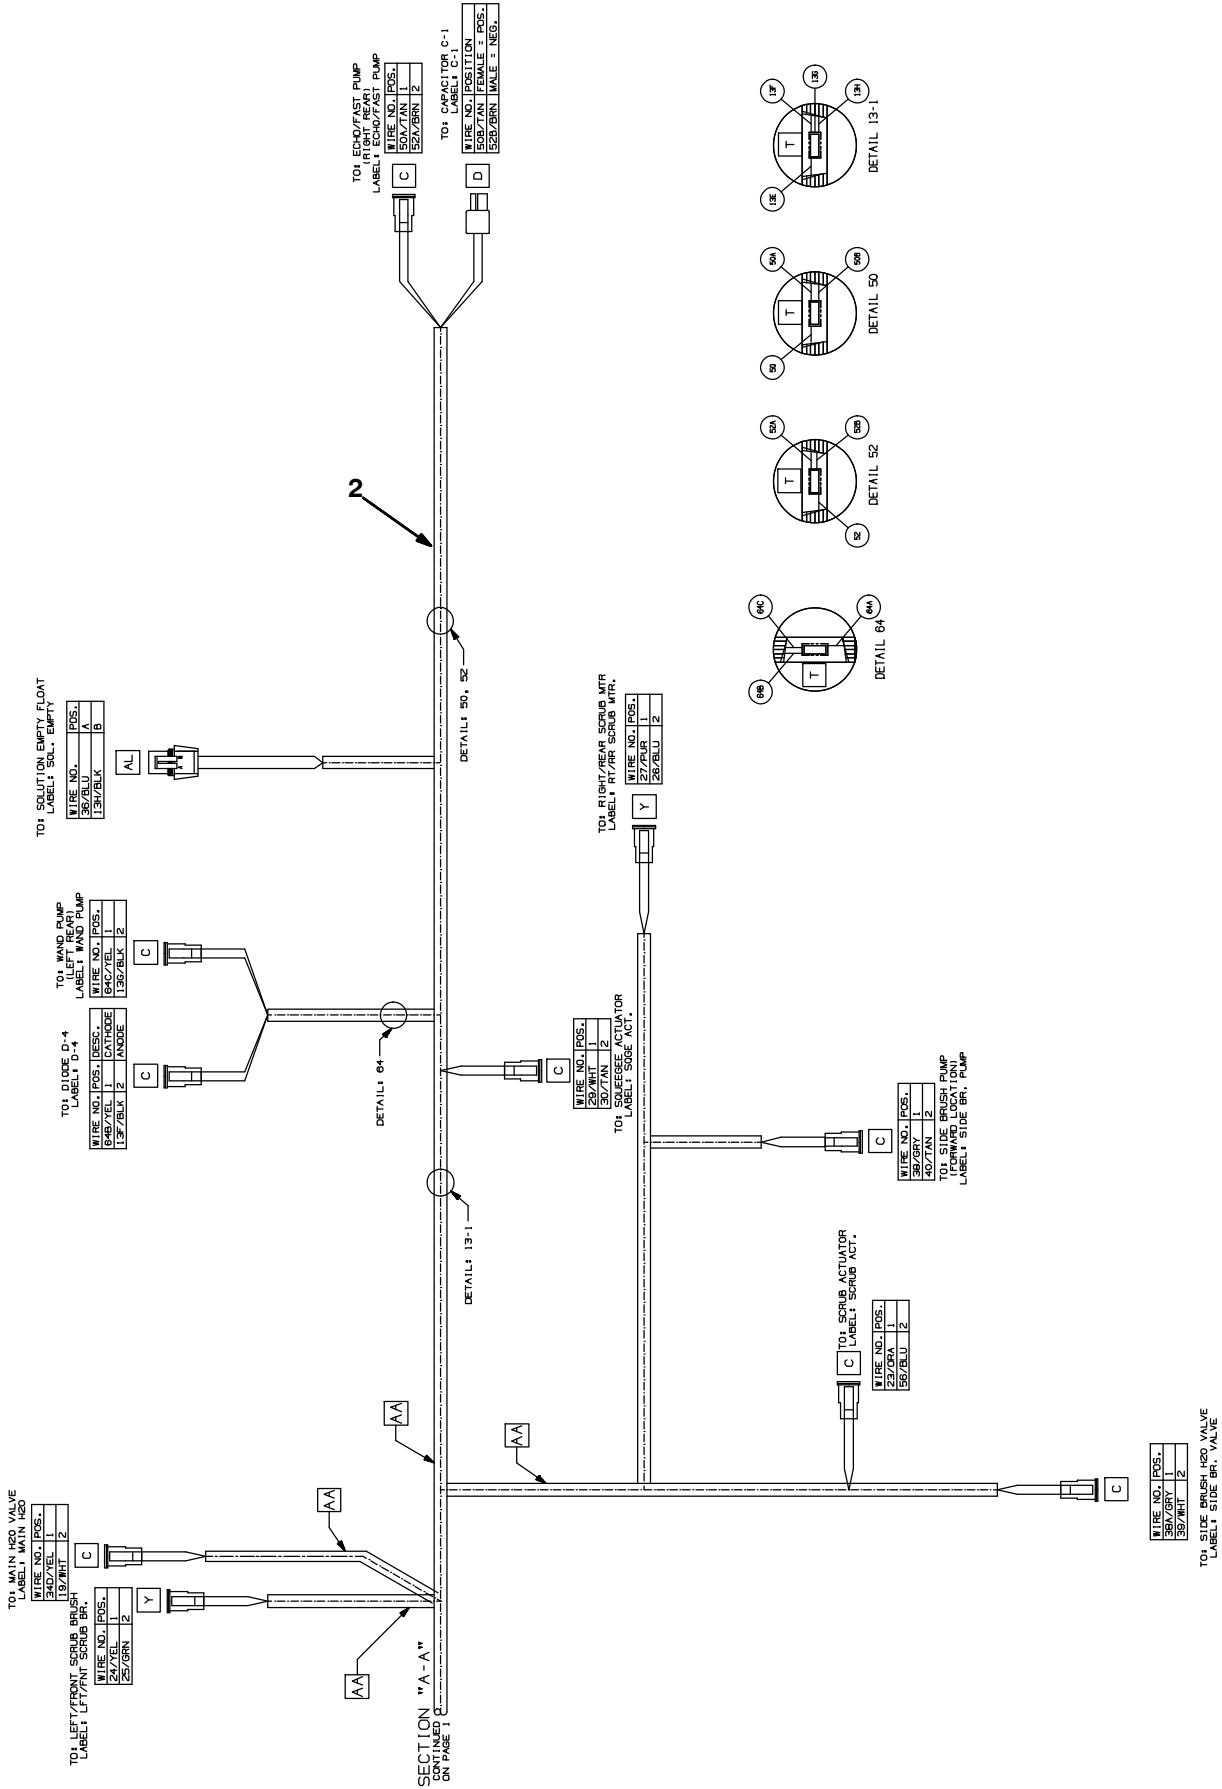 TO: ECHO/FAST PUMP
(RIGHT REAR)
LABEL: ECHO/FAST PUMP
WIRE NO. POS.
50A/TAN 1
52A/BRN 2
C
TO: CAPACITOR C-1
LABEL: C-1
WIRE NO. POSITION
50B/TAN FEMALE = POS.
52B/BRN MALE = NEG.
D
2
DETAIL: 50, 52
TO: SOLUTION EMPTY FLOAT
LABEL: SOL. EMPTY
WIRE NO. POS.
36/BLU A
13H/BLK B
AL
TO: WAND PUMP
(LEFT REAR)
LABEL: WAND PUMP
WIRE NO. POS.
64C/YEL 1
13G/BLK 2
C
TO: DIODE D-4
LABEL: D-4
WIRE NO. POS. DESC.
64B/YEL 1 CATHODE
13F/BLK 2 ANODE
C
DETAIL: 64
C
WIRE NO. POS.
29/WHT 1
30/TAN 2
TO: SQUEEGEE ACTUATOR
LABEL: SQGE ACT.
TO: RIGHT/REAR SCRUB MTR
LABEL: RT/RR SCRUB MTR.
WIRE NO. POS.
27/PUR 1
26/BLU 2
Y
C
WIRE NO. POS.
38/GRY 1
40/TAN 2
TO: SIDE BRUSH PUMP
(FORWARD LOCATION)
LABEL: SIDE BR. PUMP
DETAIL: 13-1
TO: SCRUB ACTUATOR
LABEL: SCRUB ACT.
C
WIRE NO. POS.
23/ORA 1
56/BLU 2
AA
AA
AA
AA
TO: MAIN H2O VALVE
LABEL: MAIN H2O
WIRE NO. POS.
34D/YEL 1
19/WHT 2
C
TO: LEFT/FRONT SCRUB BRUSH
LABEL: LFT/FNT SCRUB BR.
WIRE NO. POS.
24/YEL 1
25/GRN 2
Y
SECTION "A-A"
CONTINUED
ON PAGE 1
C
WIRE NO. POS.
38A/GRY 1
39/WHT 2
TO: SIDE BRUSH H2O VALVE
LABEL: SIDE BR. VALVE
64B
64C
T
64A
DETAIL 64
52
T
52A
52B
DETAIL 52
50
T
50A
50B
DETAIL 50
13E
T
13F
13G
13H
DETAIL 13-1